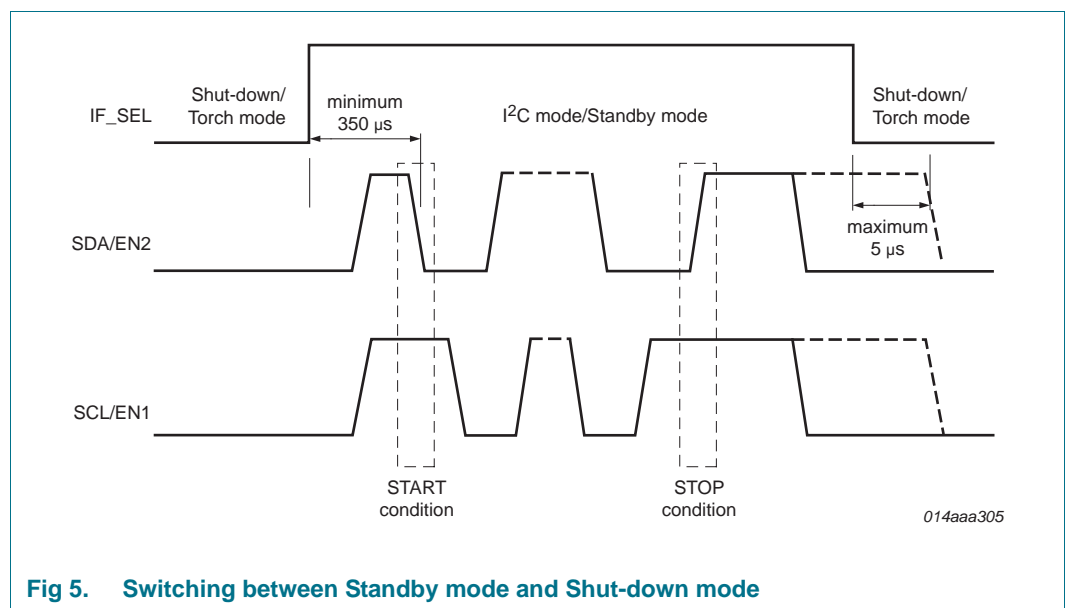 IF_SEL
Shut-down/
Torch mode
minimum
350 µs
I²C mode/Standby mode
Shut-down/
Torch mode
SDA/EN2
maximum
5 µs
SCL/EN1
START
condition
STOP
condition
014aaa305
Fig 5. Switching between Standby mode and Shut-down mode